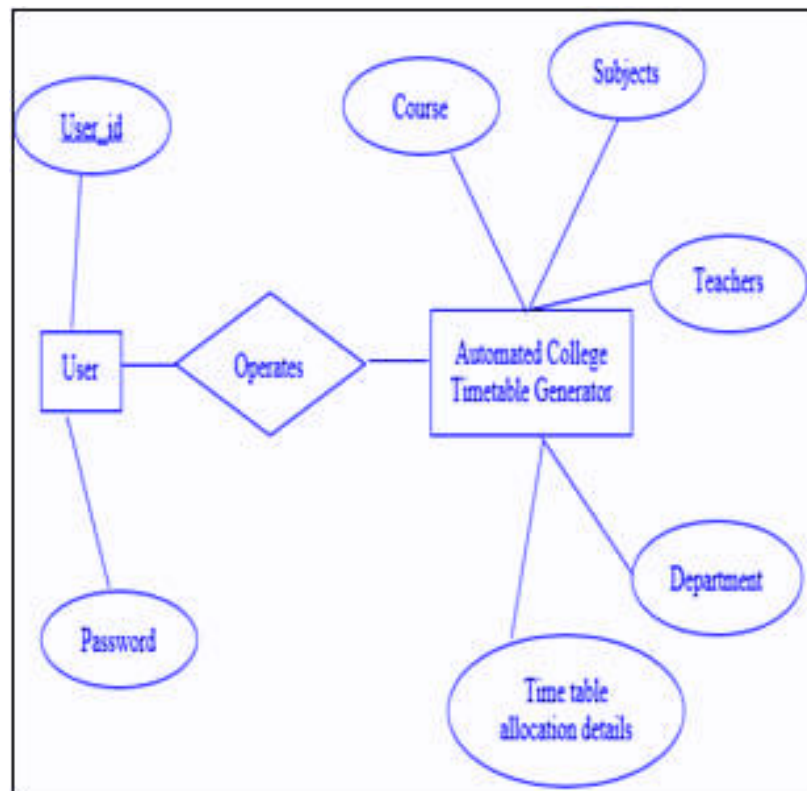 Subjects
Course
User_id
Teachers
User
Operates
Automated College
Timetable Generator
Department
Password
Time table
allocation details